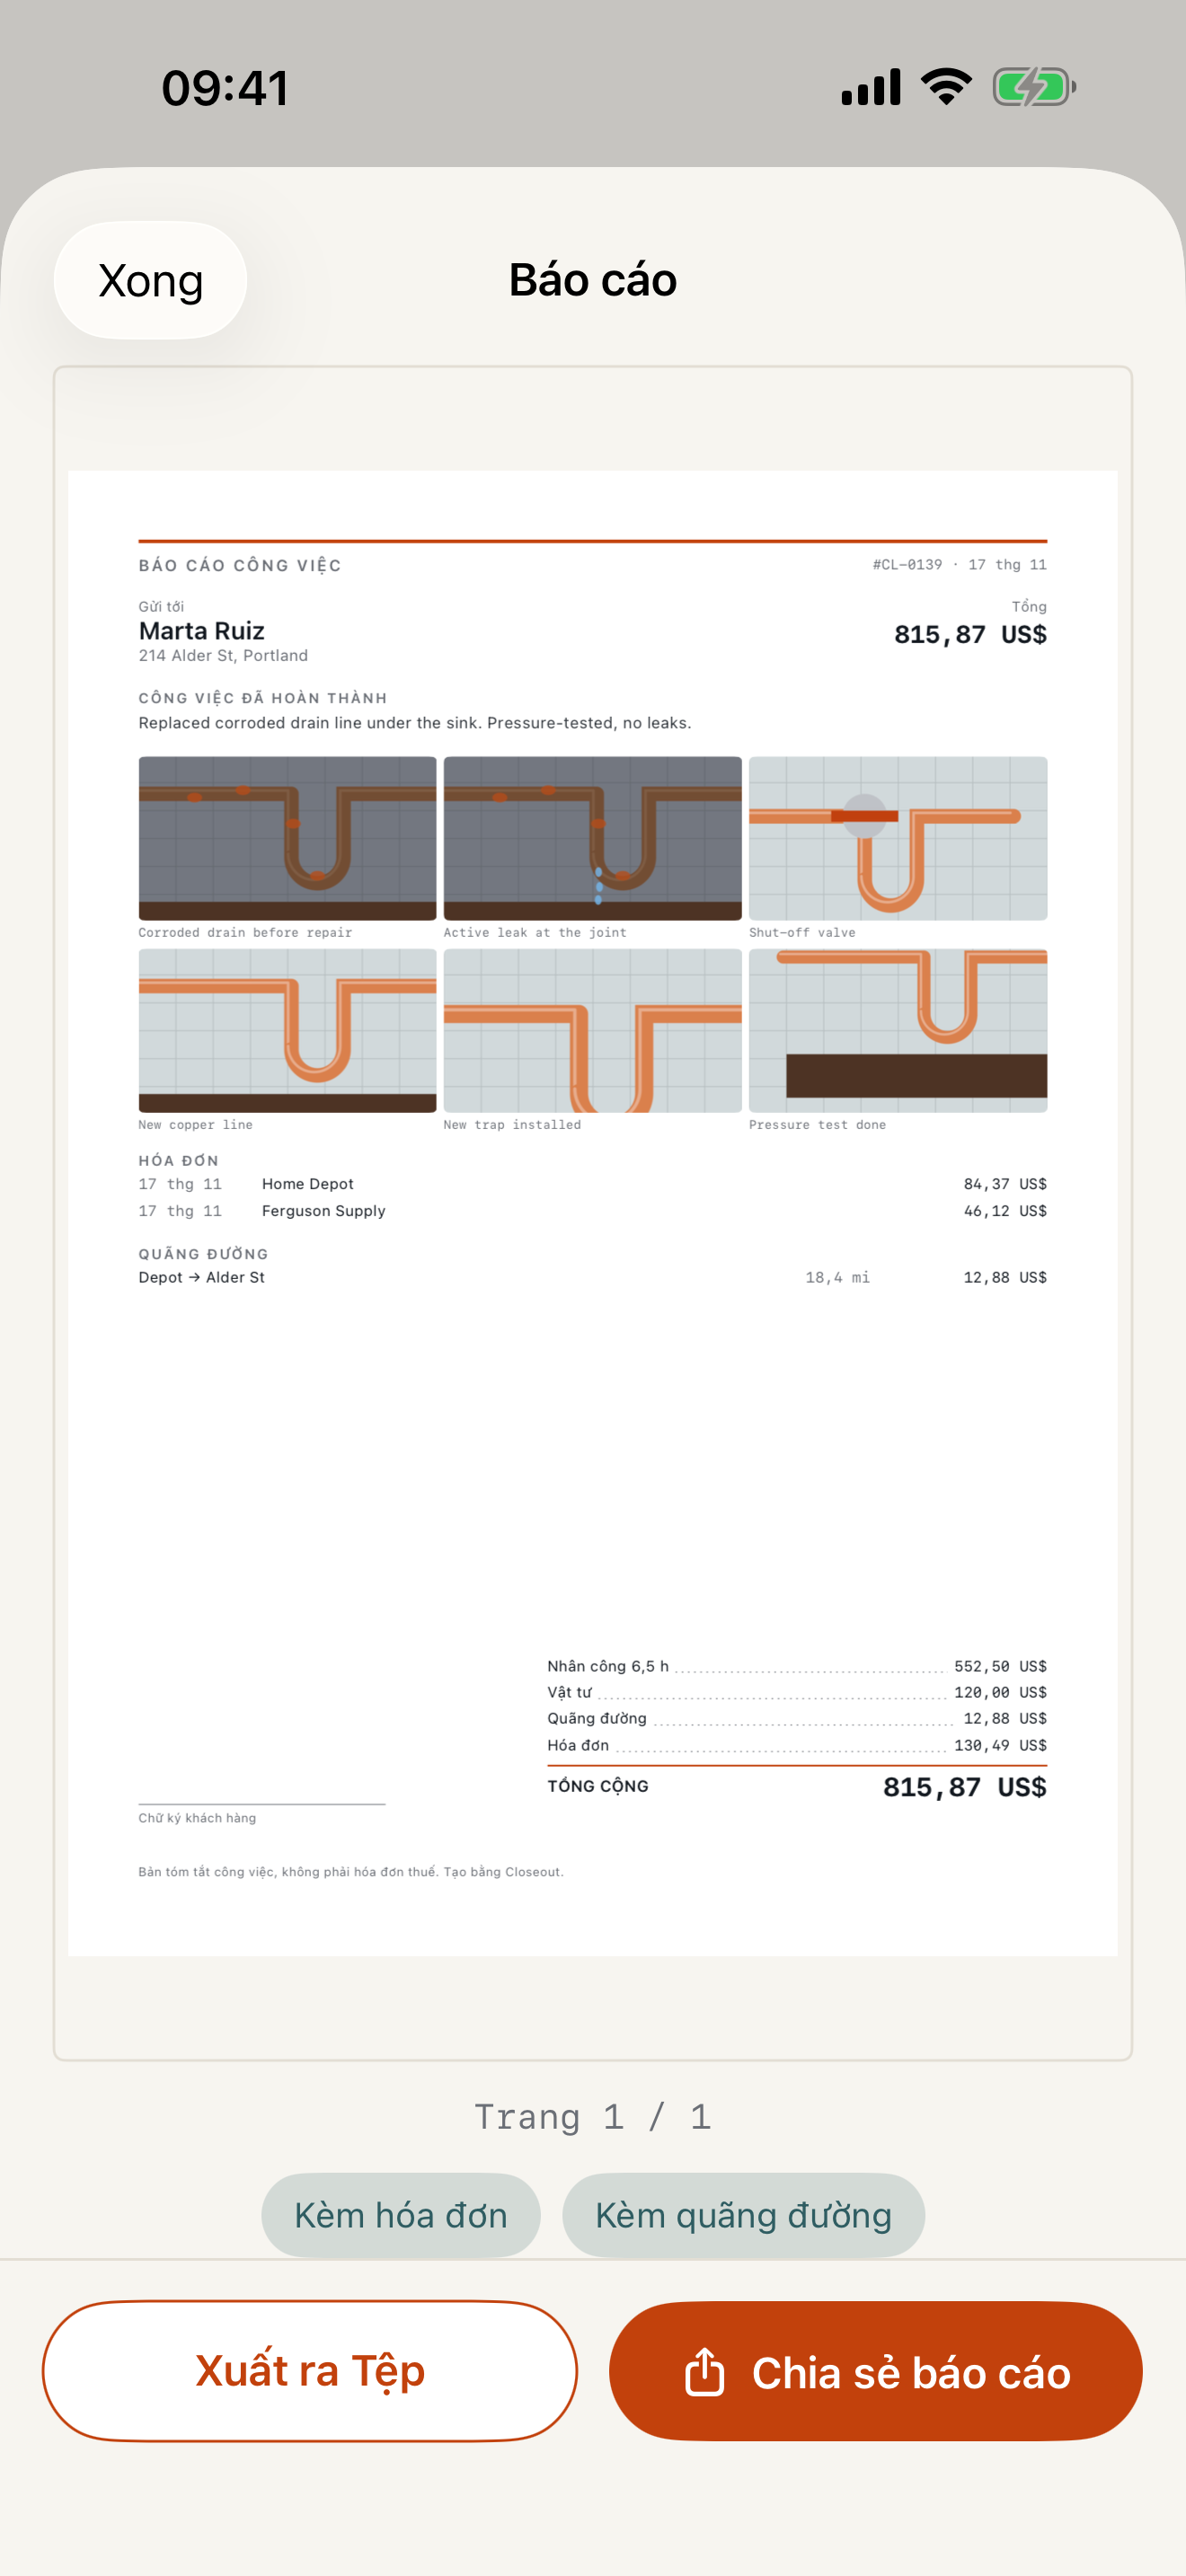 09:41
Xong
Báo cáo
BÁO CÁO CÔNG VIỆC
#CL-0139 · 17 thg 11
Gửi tới
Tổng
Marta Ruiz
815,87 US$
214 Alder St, Portland
CÔNG VIỆC ĐÃ HOÀN THÀNH
Replaced corroded drain line under the sink. Pressure-tested, no leaks.
Corroded drain before repair
Active leak at the joint
Shut-off valve
New copper line
New trap installed
Pressure test done
HÓA ĐƠN
17 thg 11 Home Depot 84,37 US$
17 thg 11 Ferguson Supply 46,12 US$
QUÃNG ĐƯỜNG
Depot → Alder St 18,4 mi 12,88 US$
Nhân công 6,5 h 552,50 US$
Vật tư 120,00 US$
Quãng đường 12,88 US$
Hóa đơn 130,49 US$
TỔNG CỘNG 815,87 US$
Chữ ký khách hàng
Bản tóm tắt công việc, không phải hóa đơn thuế. Tạo bằng Closeout.
Trang 1 / 1
Kèm hóa đơn
Kèm quãng đường
Xuất ra Tệp
Chia sẻ báo cáo